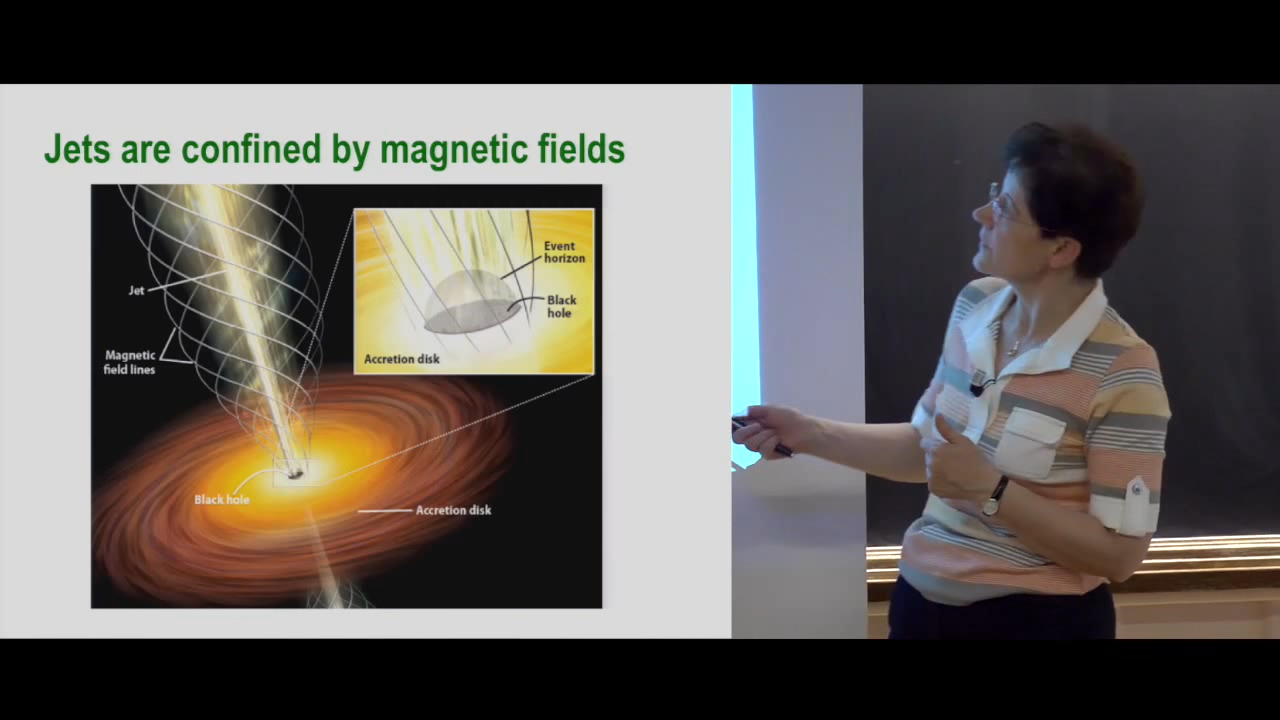 Jets are confined by magnetic fields
Event
horizon
Jet
Black
hole
Magnetic
field lines
Accretion disk
Black hole
Accretion disk